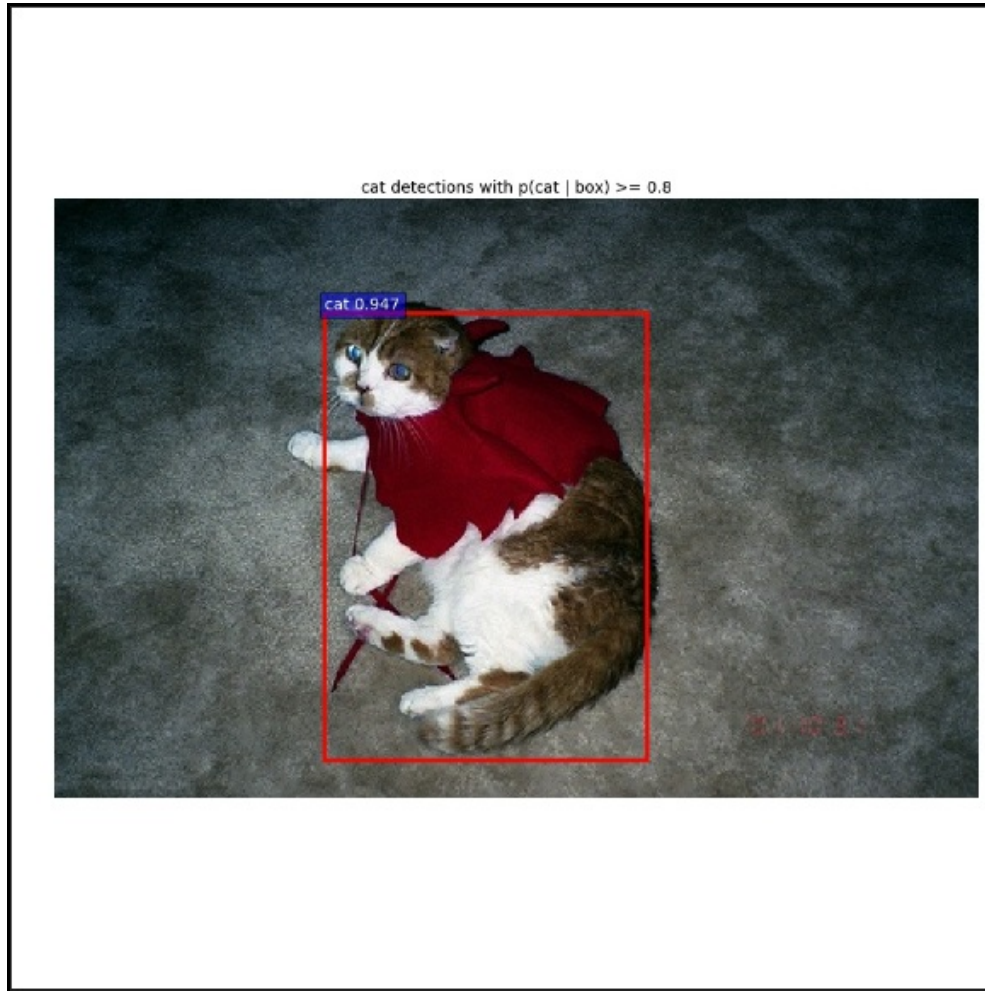 cat detections with p(cat | box) >= 0.8
cat 0.947